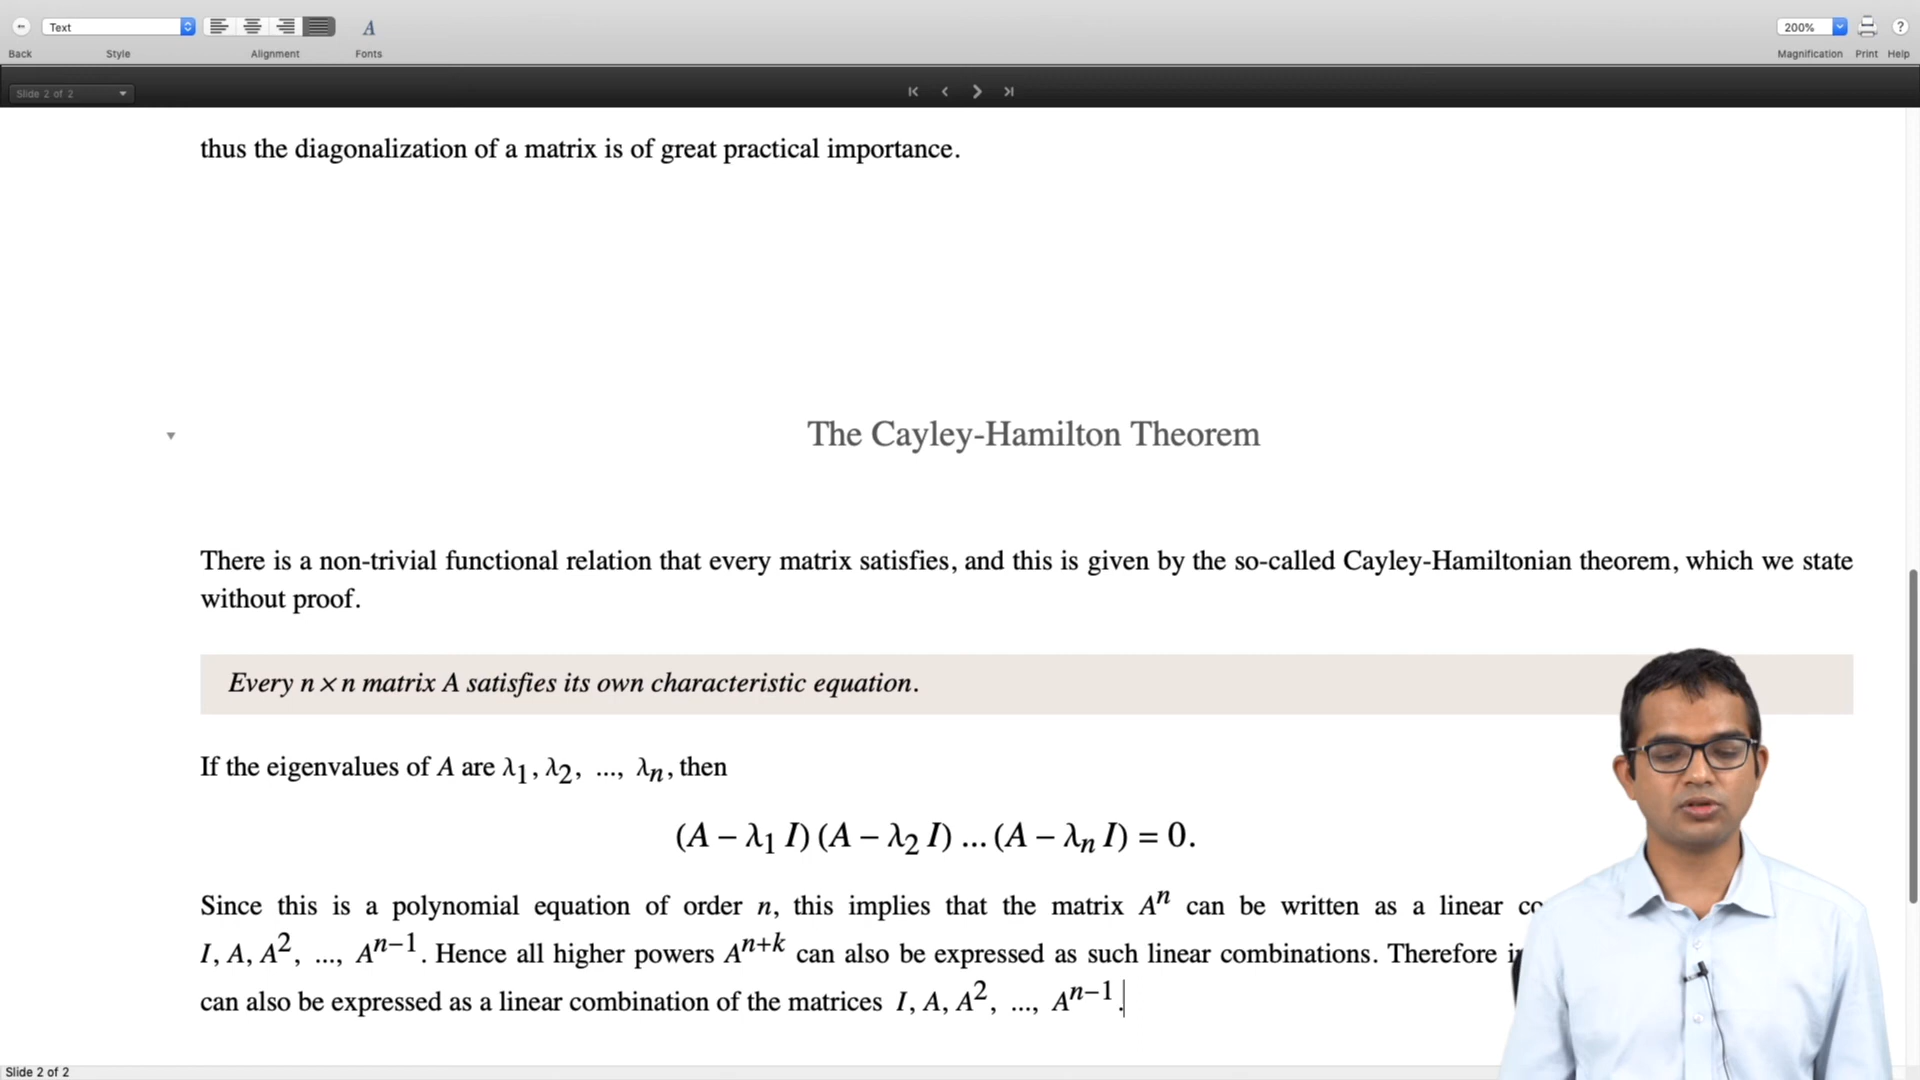 Text
200%
Back Style Alignment Fonts Magnification Print Help
Slide 2 of 2
thus the diagonalization of a matrix is of great practical importance.
The Cayley-Hamilton Theorem
There is a non-trivial functional relation that every matrix satisfies, and this is given by the so-called Cayley-Hamiltonian theorem, which we state
without proof.
Every n × n matrix A satisfies its own characteristic equation.
If the eigenvalues of A are λ₁, λ₂, ..., λₙ, then
(A − λ₁ I) (A − λ₂ I) ... (A − λₙ I) = 0.
Since this is a polynomial equation of order n, this implies that the matrix Aⁿ can be written as a linear
I, A, A², ..., Aⁿ⁻¹. Hence all higher powers Aⁿ⁺ᵏ can also be expressed as such linear combinations. Therefore
can also be expressed as a linear combination of the matrices I, A, A², ..., Aⁿ⁻¹.
Slide 2 of 2